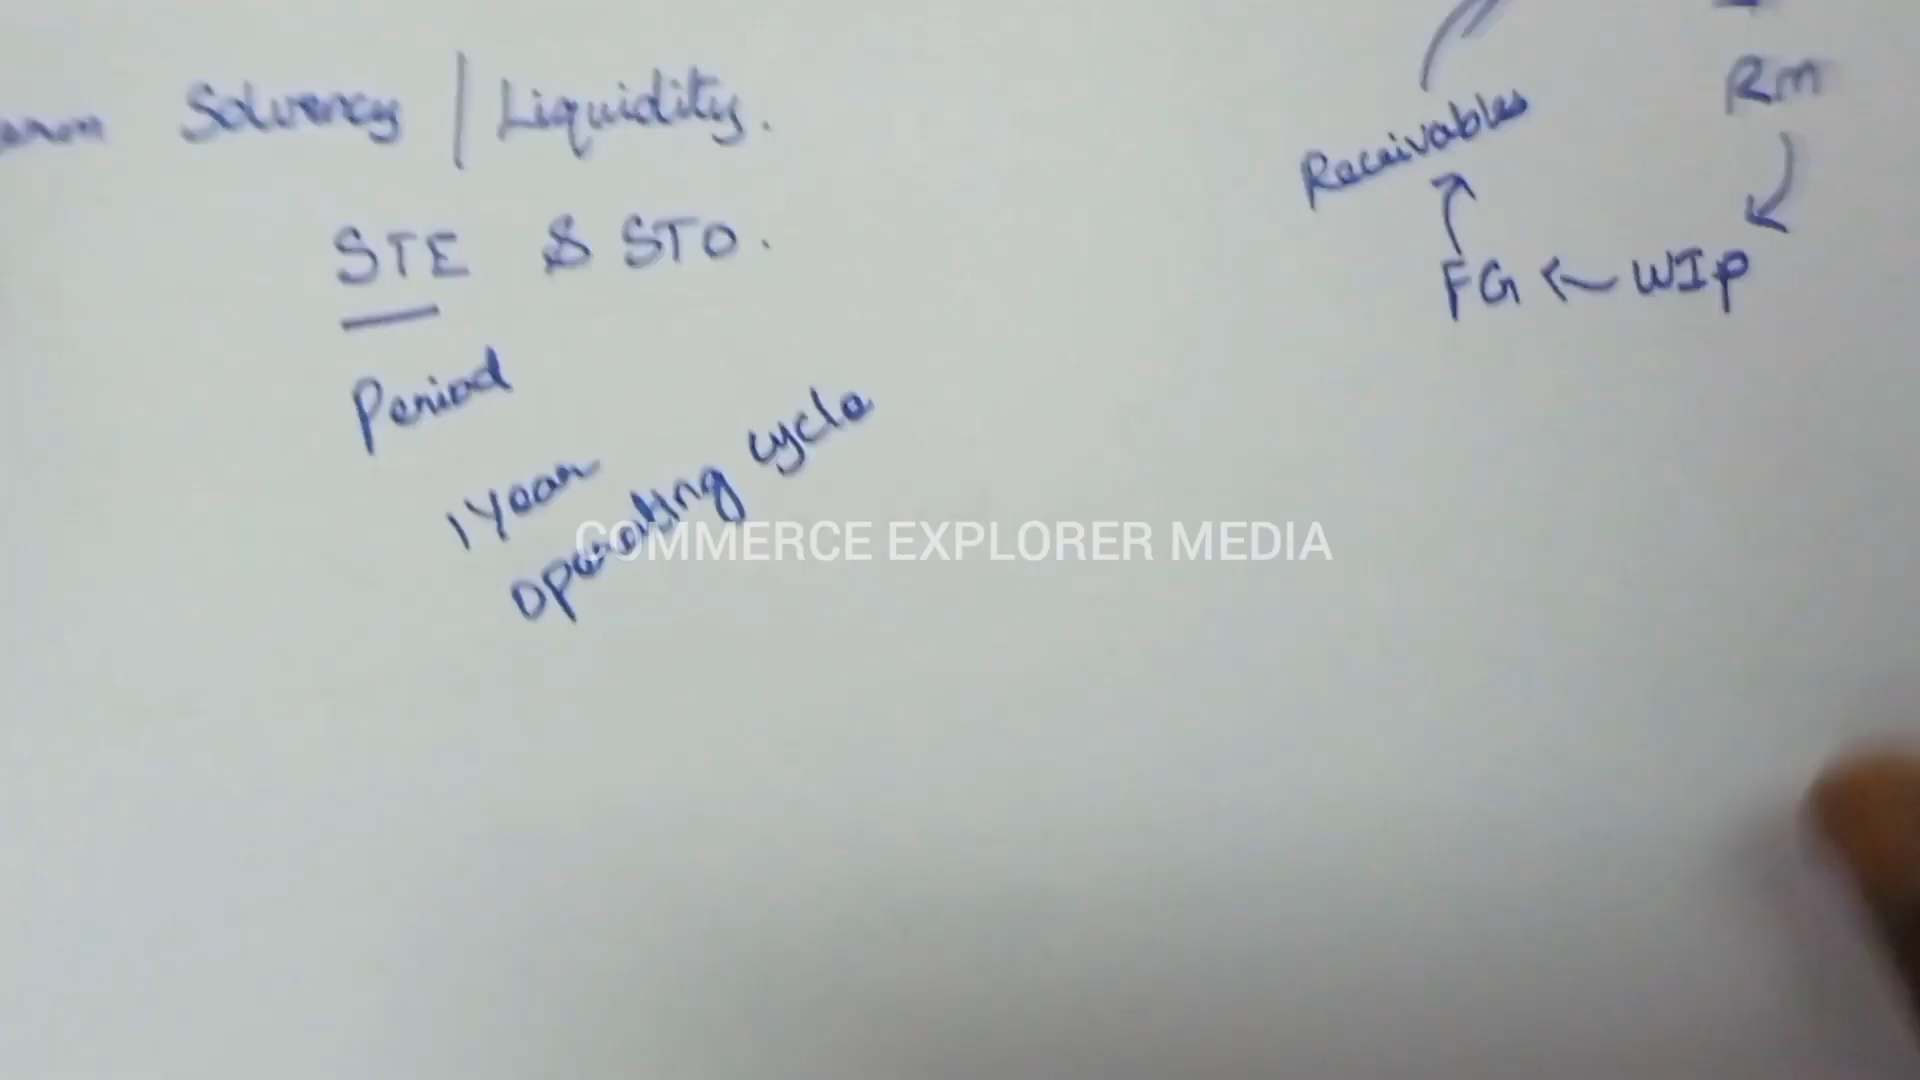 Solvency / Liquidity.
STE & STO.
Period
1 Year
operating cycle
Rm
Receivables
FG ← WIP
COMMERCE EXPLORER MEDIA